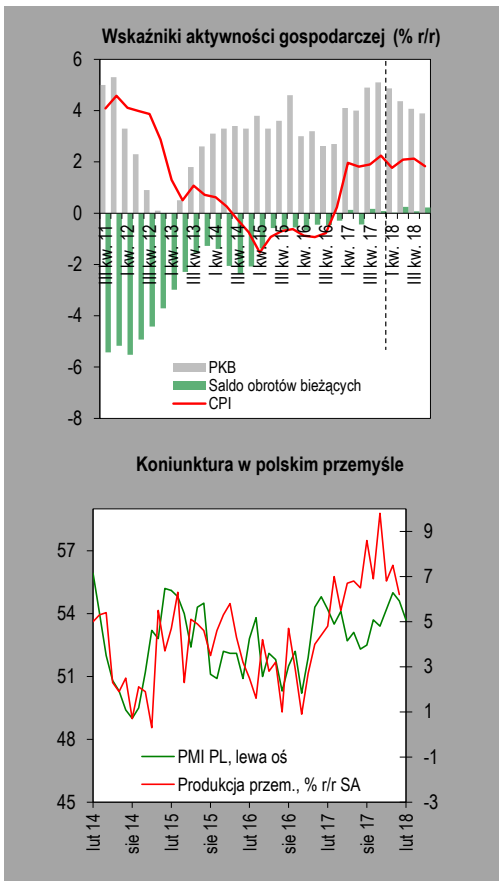 Wskaźniki aktywności gospodarczej (% r/r)
6
4
2
0
-2
-4
-6
-8
III kw. 11
I kw. 12
III kw. 12
I kw. 13
III kw. 13
I kw. 14
III kw. 14
I kw. 15
III kw. 15
I kw. 16
III kw. 16
I kw. 17
III kw. 17
I kw. 18
III kw. 18
PKB
Saldo obrotów bieżących
CPI
Koniunktura w polskim przemyśle
57
54
51
48
45
9
7
5
3
1
-1
-3
PMI PL, lewa oś
Produkcja przem., % r/r SA
lut 14
sie 14
lut 15
sie 15
lut 16
sie 16
lut 17
sie 17
lut 18